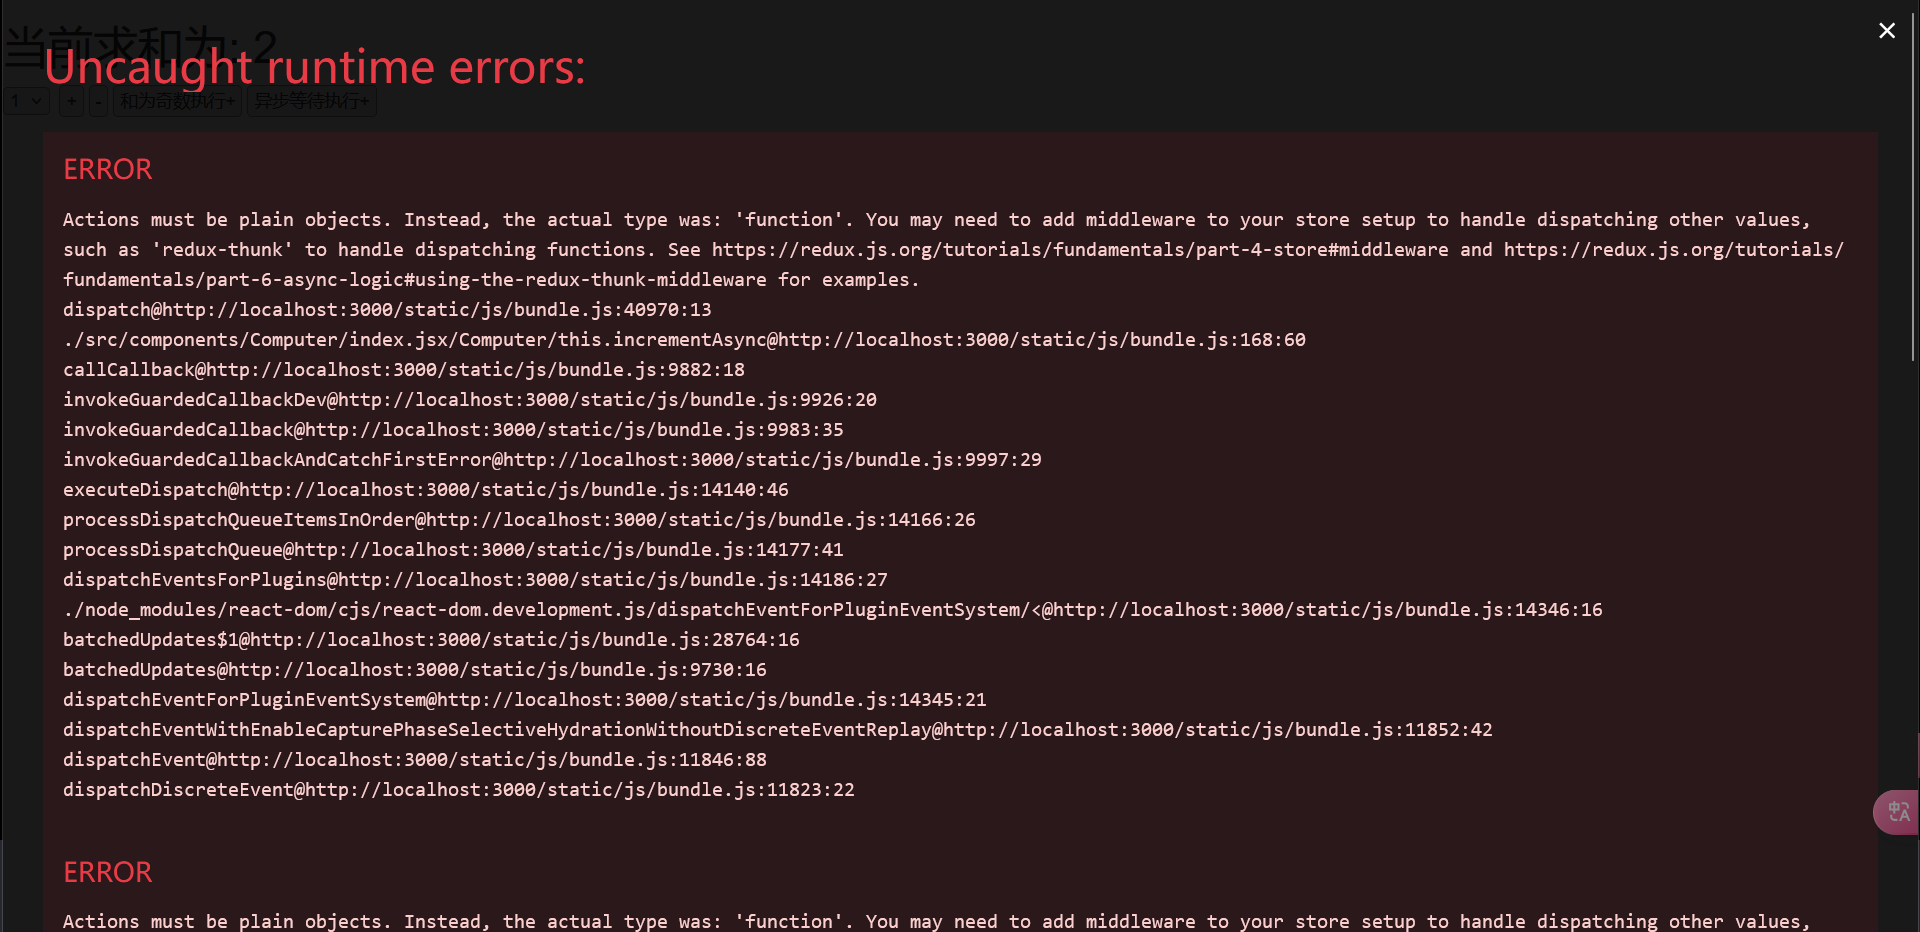 当前求和为: 2
Uncaught runtime errors:
1 + - 和为奇数执行+ 异步等待执行+
ERROR
Actions must be plain objects. Instead, the actual type was: 'function'. You may need to add middleware to your store setup to handle dispatching other values,
such as 'redux-thunk' to handle dispatching functions. See https://redux.js.org/tutorials/fundamentals/part-4-store#middleware and https://redux.js.org/tutorials/
fundamentals/part-6-async-logic#using-the-redux-thunk-middleware for examples.
dispatch@http://localhost:3000/static/js/bundle.js:40970:13
./src/components/Computer/index.jsx/Computer/this.incrementAsync@http://localhost:3000/static/js/bundle.js:168:60
callCallback@http://localhost:3000/static/js/bundle.js:9882:18
invokeGuardedCallbackDev@http://localhost:3000/static/js/bundle.js:9926:20
invokeGuardedCallback@http://localhost:3000/static/js/bundle.js:9983:35
invokeGuardedCallbackAndCatchFirstError@http://localhost:3000/static/js/bundle.js:9997:29
executeDispatch@http://localhost:3000/static/js/bundle.js:14140:46
processDispatchQueueItemsInOrder@http://localhost:3000/static/js/bundle.js:14166:26
processDispatchQueue@http://localhost:3000/static/js/bundle.js:14177:41
dispatchEventsForPlugins@http://localhost:3000/static/js/bundle.js:14186:27
./node_modules/react-dom/cjs/react-dom.development.js/dispatchEventForPluginEventSystem/<@http://localhost:3000/static/js/bundle.js:14346:16
batchedUpdates$1@http://localhost:3000/static/js/bundle.js:28764:16
batchedUpdates@http://localhost:3000/static/js/bundle.js:9730:16
dispatchEventForPluginEventSystem@http://localhost:3000/static/js/bundle.js:14345:21
dispatchEventWithEnableCapturePhaseSelectiveHydrationWithoutDiscreteEventReplay@http://localhost:3000/static/js/bundle.js:11852:42
dispatchEvent@http://localhost:3000/static/js/bundle.js:11846:88
dispatchDiscreteEvent@http://localhost:3000/static/js/bundle.js:11823:22
ERROR
Actions must be plain objects. Instead, the actual type was: 'function'. You may need to add middleware to your store setup to handle dispatching other values,